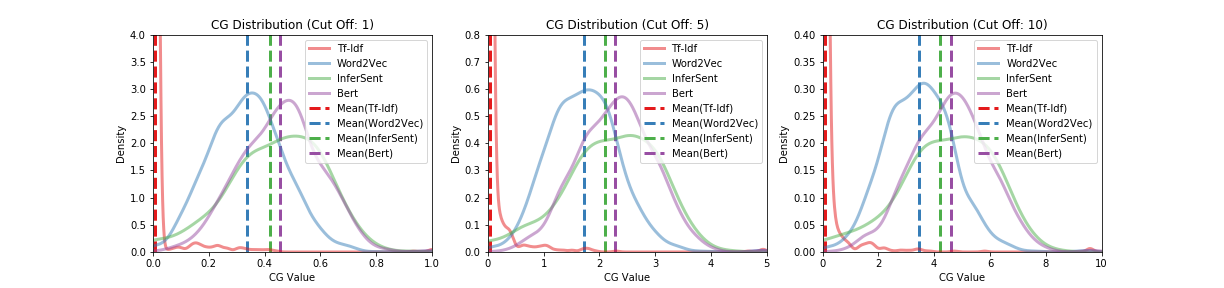 CG Distribution (Cut Off: 1)
4.0
3.5
3.0
2.5
2.0
1.5
1.0
0.5
0.0
Density
0.0 0.2 0.4 0.6 0.8 1.0
CG Value
Tf-Idf
Word2Vec
InferSent
Bert
Mean(Tf-Idf)
Mean(Word2Vec)
Mean(InferSent)
Mean(Bert)
CG Distribution (Cut Off: 5)
0.8
0.7
0.6
0.5
0.4
0.3
0.2
0.1
0.0
Density
0 1 2 3 4 5
CG Value
Tf-Idf
Word2Vec
InferSent
Bert
Mean(Tf-Idf)
Mean(Word2Vec)
Mean(InferSent)
Mean(Bert)
CG Distribution (Cut Off: 10)
0.40
0.35
0.30
0.25
0.20
0.15
0.10
0.05
0.00
Density
0 2 4 6 8 10
CG Value
Tf-Idf
Word2Vec
InferSent
Bert
Mean(Tf-Idf)
Mean(Word2Vec)
Mean(InferSent)
Mean(Bert)